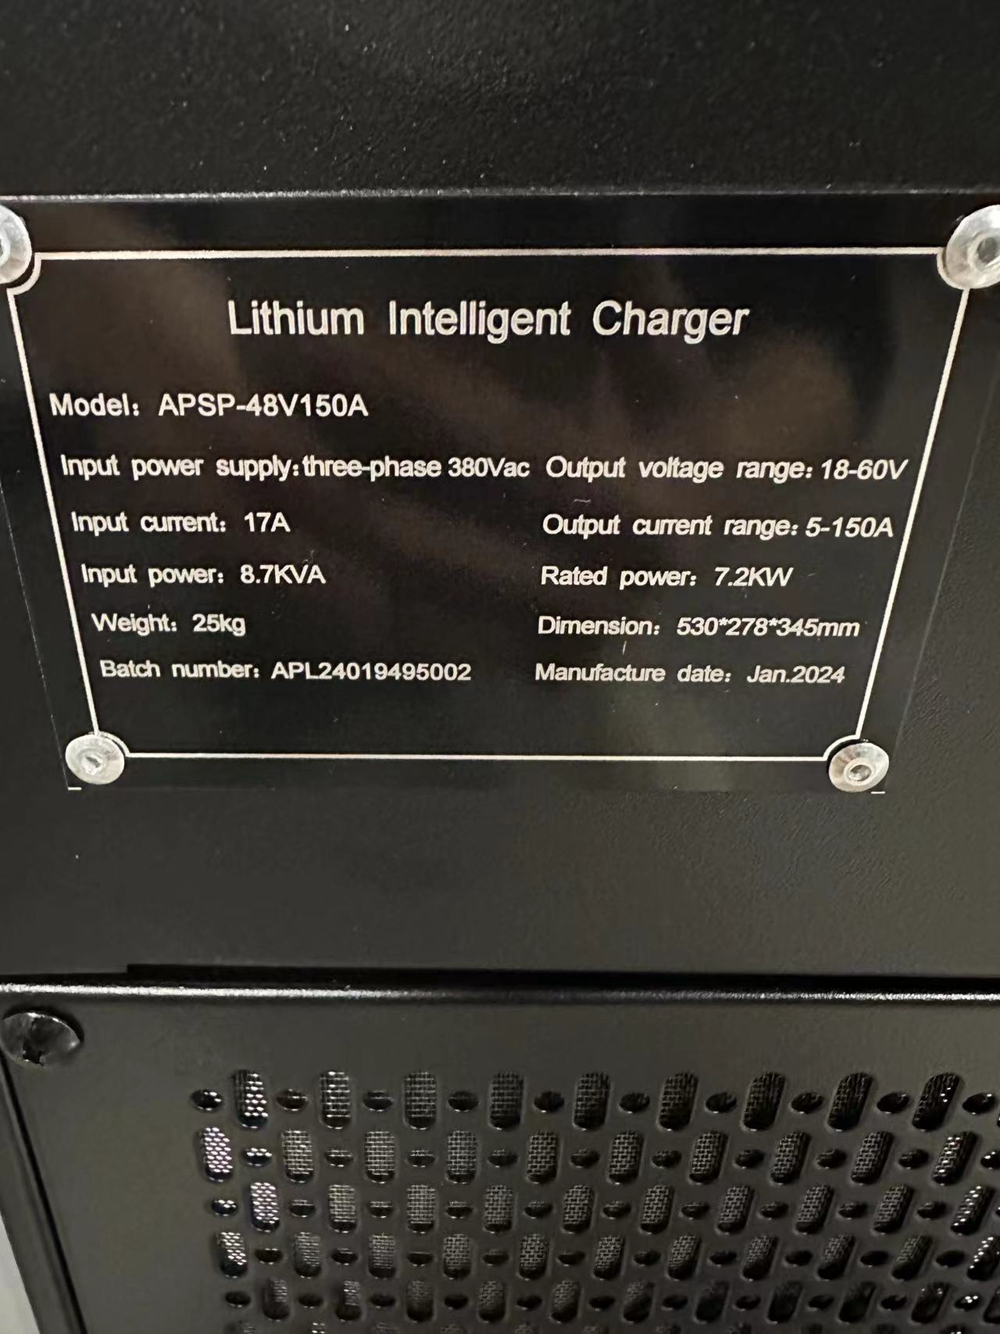 Lithium Intelligent Charger
Model: APSP-48V150A
Input power supply: three-phase 380Vac Output voltage range: 18-60V
Input current: 17A Output current range: 5-150A
Input power: 8.7KVA Rated power: 7.2KW
Weight: 25kg Dimension: 530*278*345mm
Batch number: APL24019495002 Manufacture date: Jan.2024